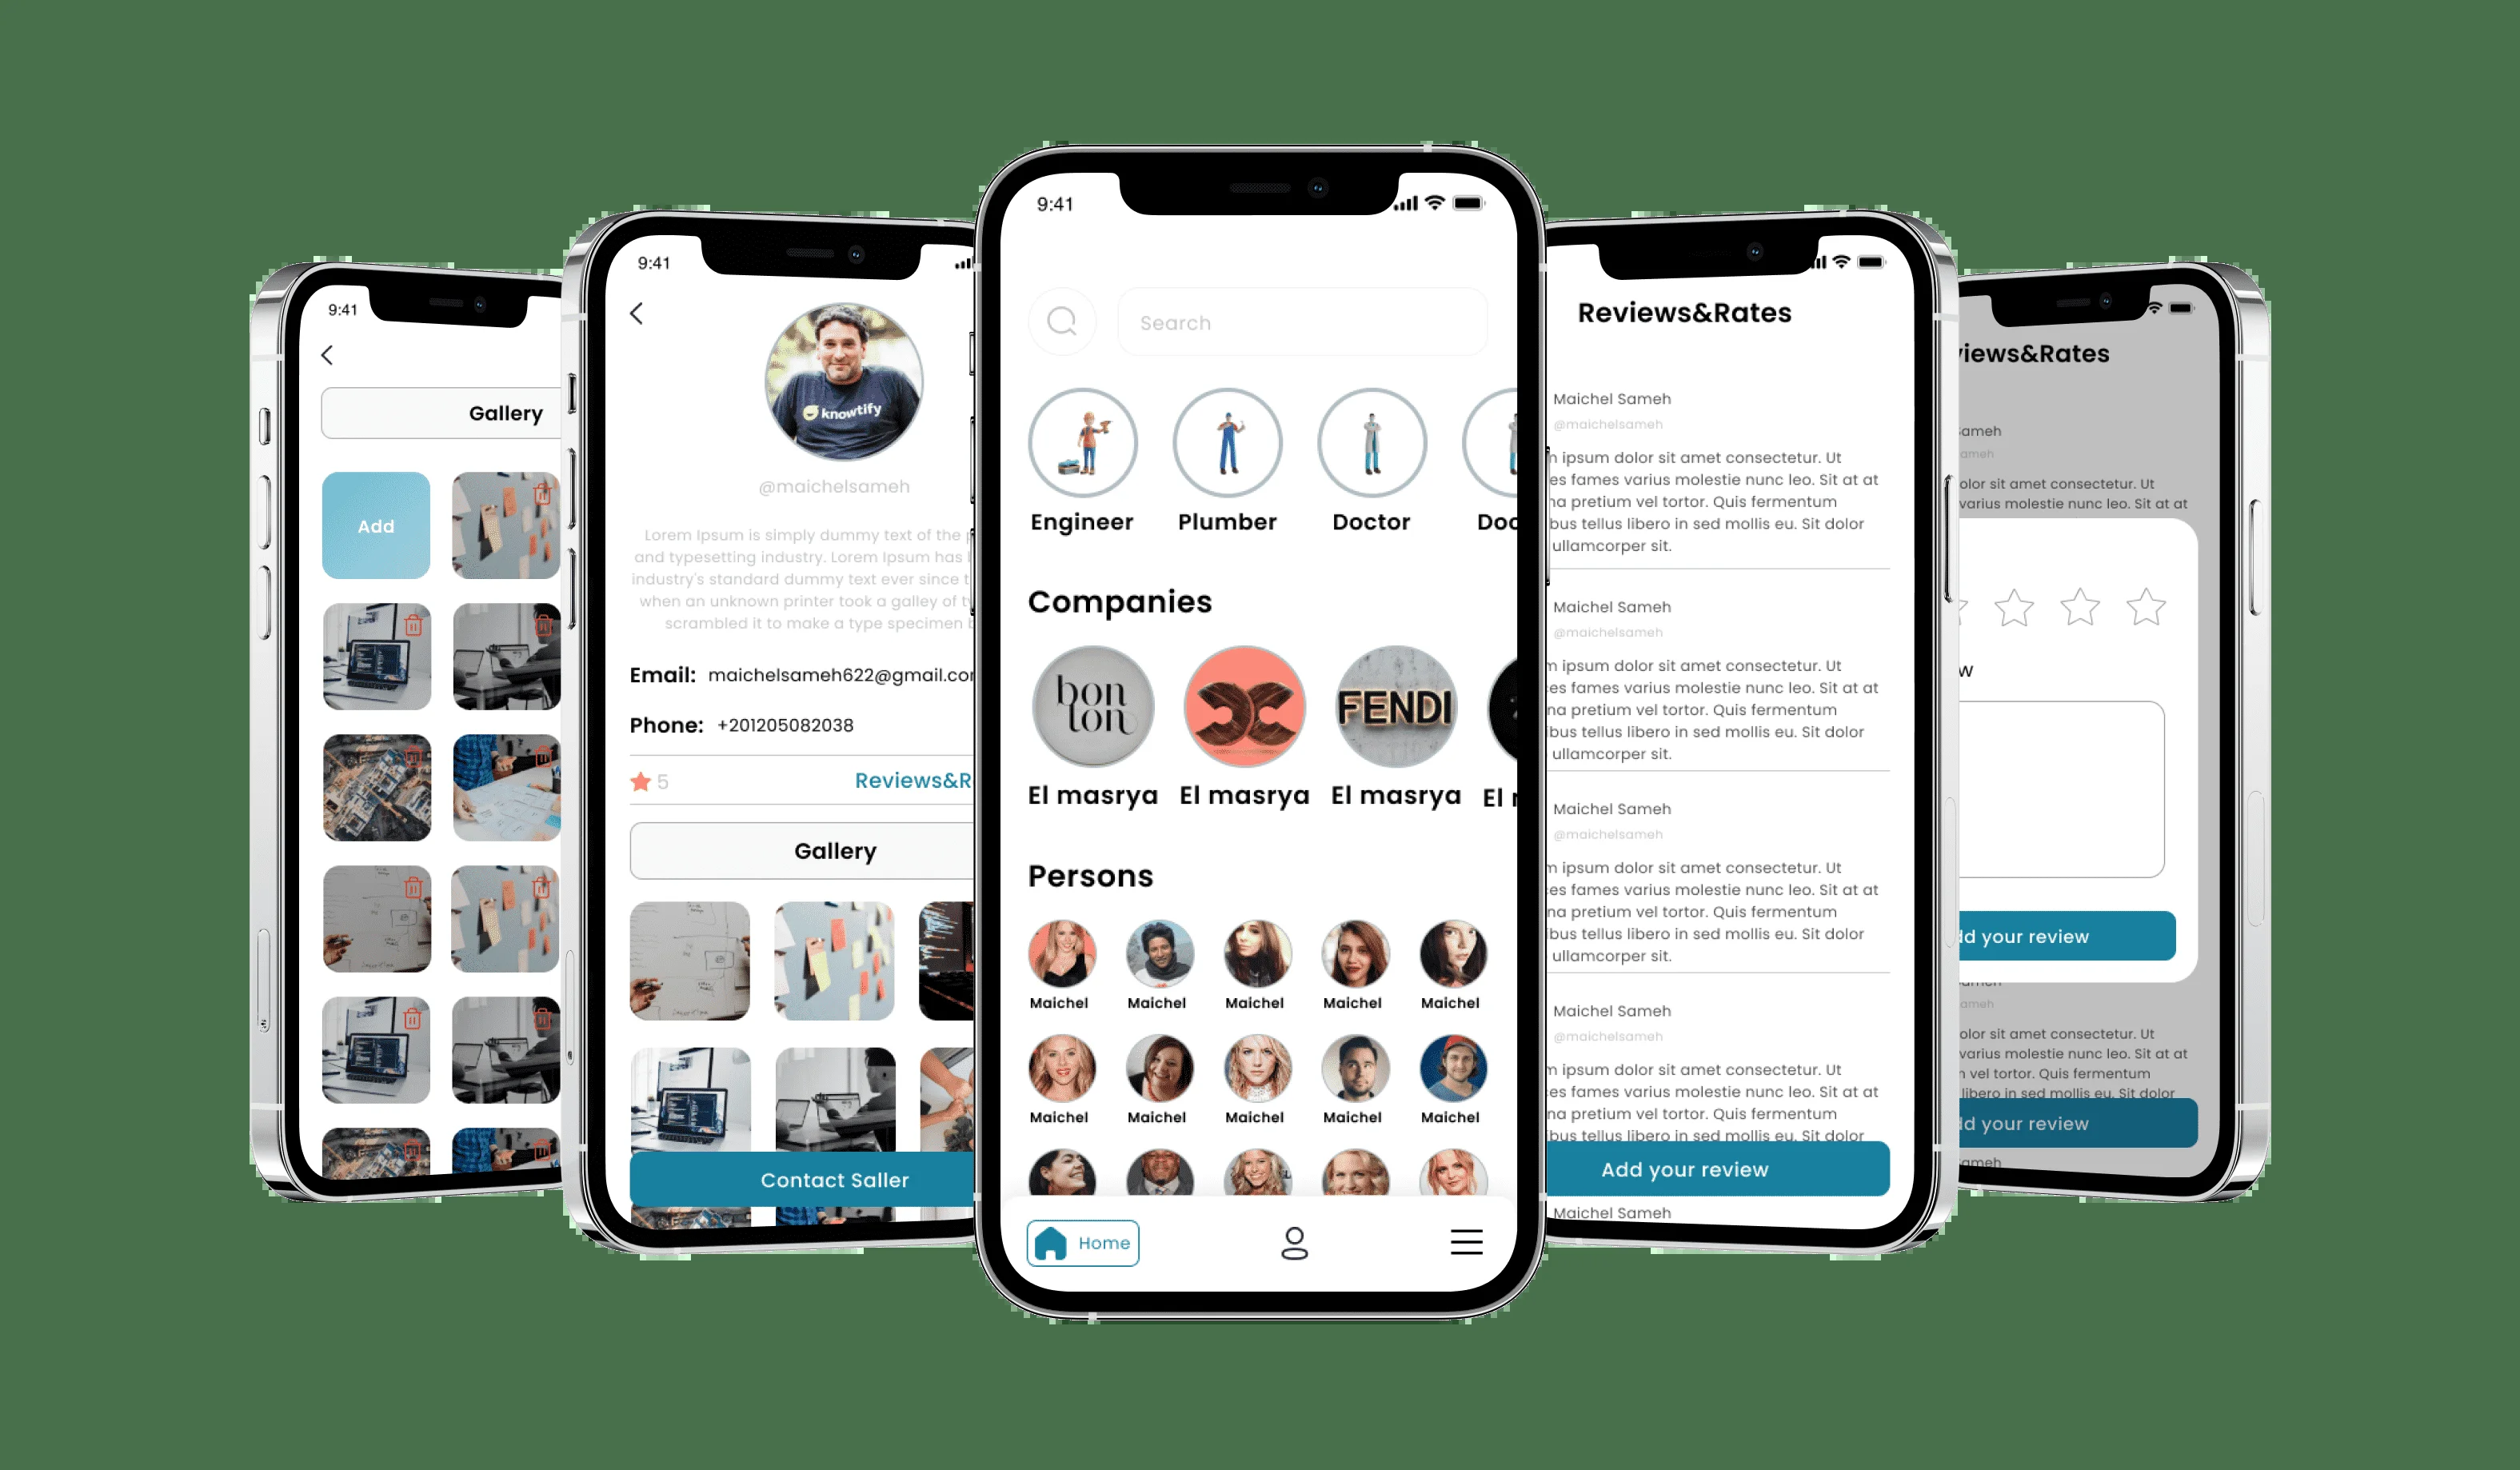 9:41
Gallery
Add
9:41
knowtify
@maichelsameh
Lorem Ipsum is simply dummy text of the
and typesetting industry. Lorem Ipsum has
industry's standard dummy text ever since
when an unknown printer took a galley of
scrambled it to make a type specimen
Email: maichelsameh622@gmail.co
Phone: +201205082038
5 Reviews&R
Gallery
Contact Saller
9:41
Search
Engineer Plumber Doctor Doc
Companies
bon
ton
FENDI
El masrya El masrya El masrya El
Persons
Maichel Maichel Maichel Maichel Maichel
Maichel Maichel Maichel Maichel Maichel
Home
Reviews&Rates
Maichel Sameh
@maichelsameh
ipsum dolor sit amet consectetur. Ut
es fames varius molestie nunc leo. Sit at at
na pretium vel tortor. Quis fermentum
bus tellus libero in sed mollis eu. Sit dolor
ullamcorper sit.
Maichel Sameh
@maichelsameh
ipsum dolor sit amet consectetur. Ut
es fames varius molestie nunc leo. Sit at at
na pretium vel tortor. Quis fermentum
bus tellus libero in sed mollis eu. Sit dolor
ullamcorper sit.
Maichel Sameh
@maichelsameh
ipsum dolor sit amet consectetur. Ut
es fames varius molestie nunc leo. Sit at at
na pretium vel tortor. Quis fermentum
bus tellus libero in sed mollis eu. Sit dolor
ullamcorper sit.
Maichel Sameh
@maichelsameh
ipsum dolor sit amet consectetur. Ut
es fames varius molestie nunc leo. Sit at at
na pretium vel tortor. Quis fermentum
bus tellus libero in sed mollis eu. Sit dolor
Add your review
Maichel Sameh
views&Rates
ameh
ameh
olor sit amet consectetur. Ut
varius molestie nunc leo. Sit at at
w
d your review
ameh
olor sit amet consectetur. Ut
varius molestie nunc leo. Sit at at
vel tortor. Quis fermentum
libero in sed mollis eu. Sit dolor
d your review
ameh